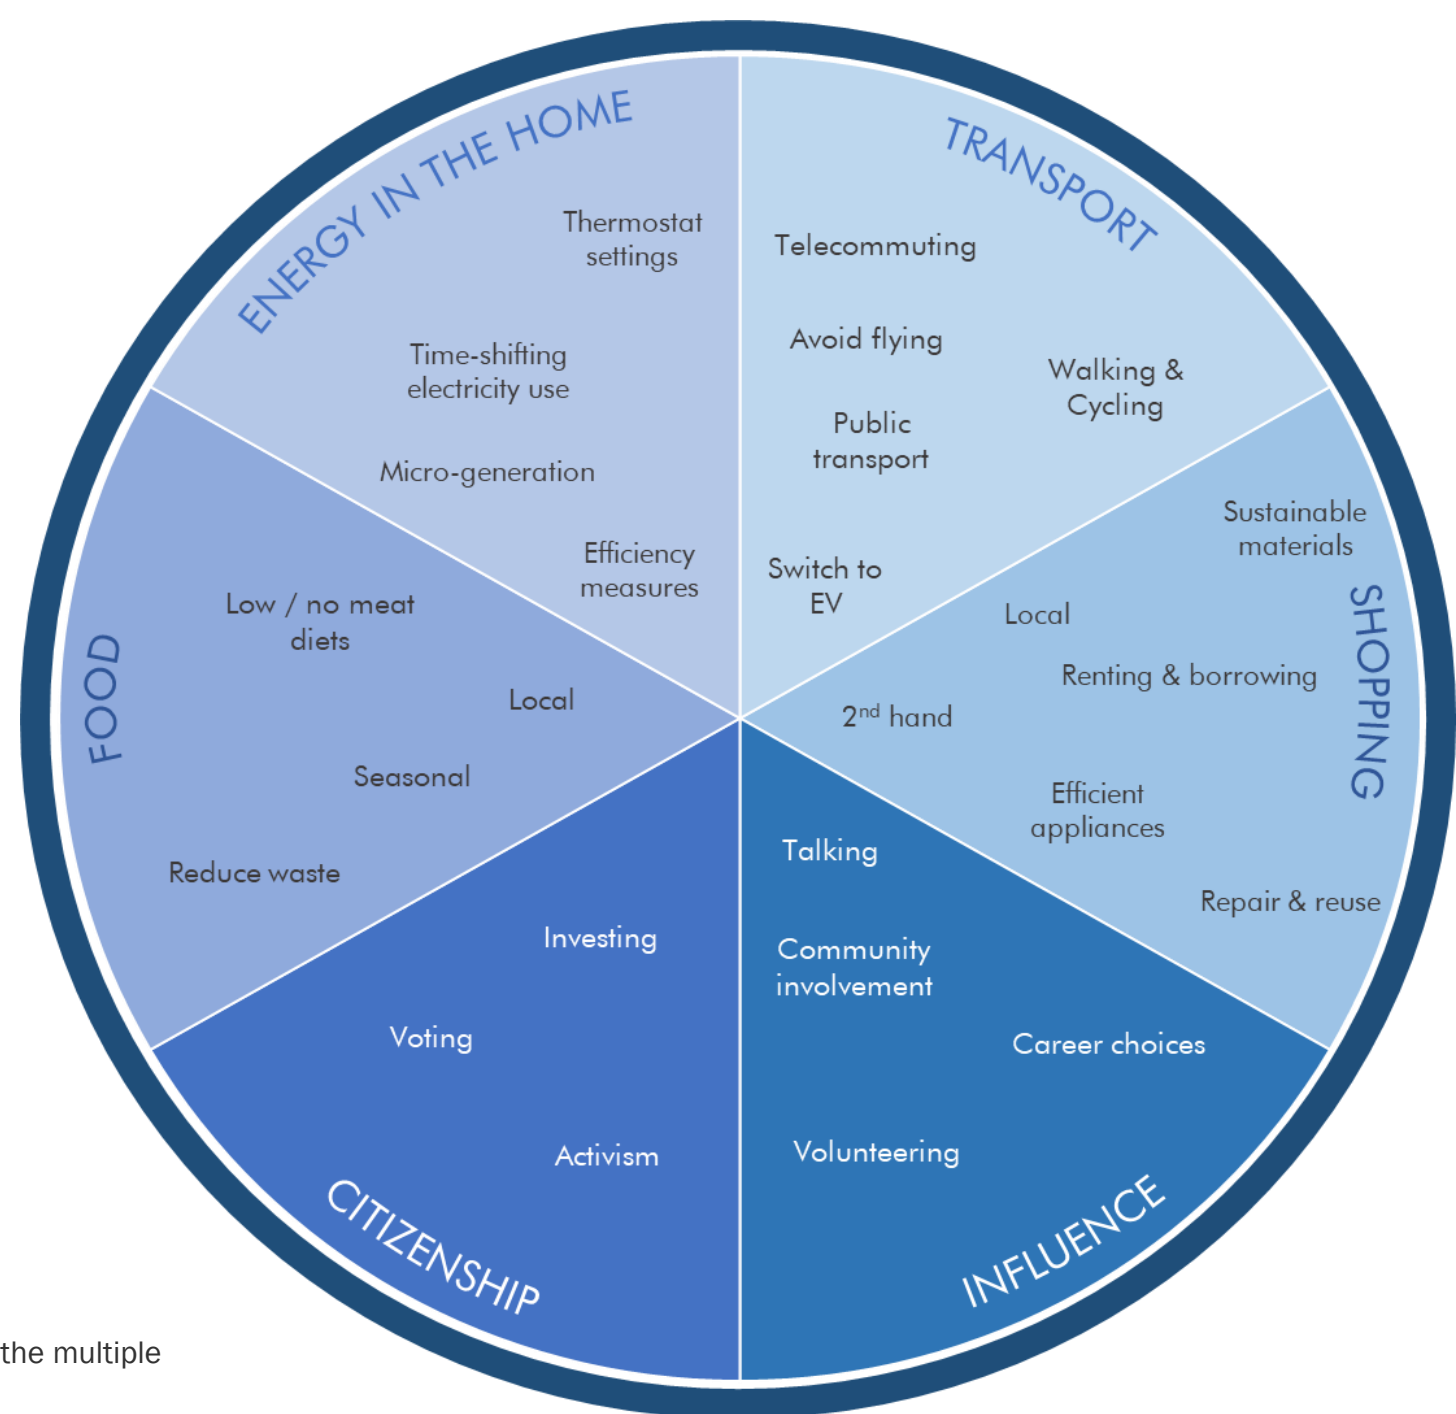 ENERGY IN THE HOME
Thermostat
settings
Time-shifting
electricity use
Micro-generation
Efficiency
measures
TRANSPORT
Telecommuting
Avoid flying
Walking &
Cycling
Public
transport
Switch to
EV
SHOPPING
Sustainable
materials
Local
Renting & borrowing
2nd hand
Efficient
appliances
Repair & reuse
INFLUENCE
Talking
Community
involvement
Career choices
Volunteering
CITIZENSHIP
Investing
Voting
Activism
FOOD
Low / no meat
diets
Local
Seasonal
Reduce waste
the multiple